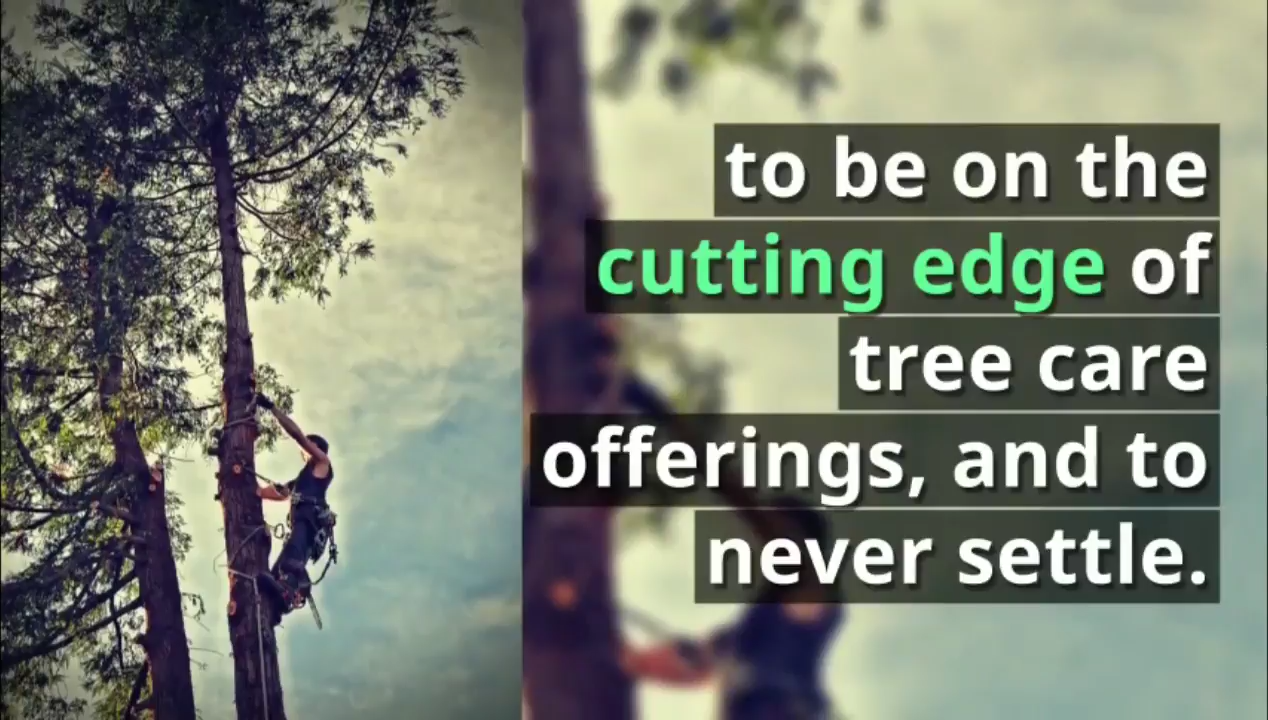 to be on the
cutting edge of
tree care
offerings, and to
never settle.